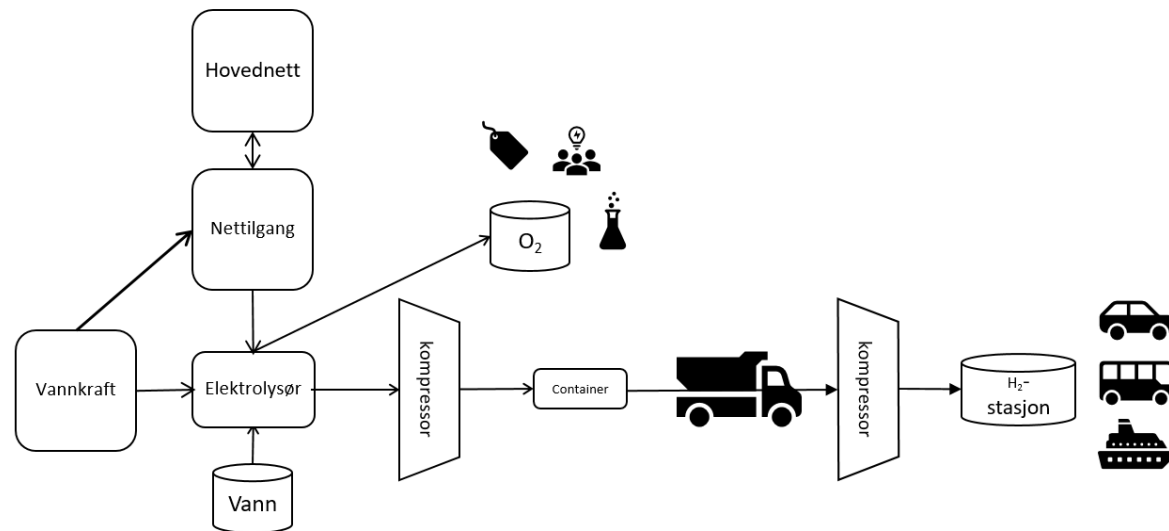 Hovednett
Nettilgang
O₂
Vannkraft
Elektrolysør
kompressor
Container
kompressor
H₂-
stasjon
Vann